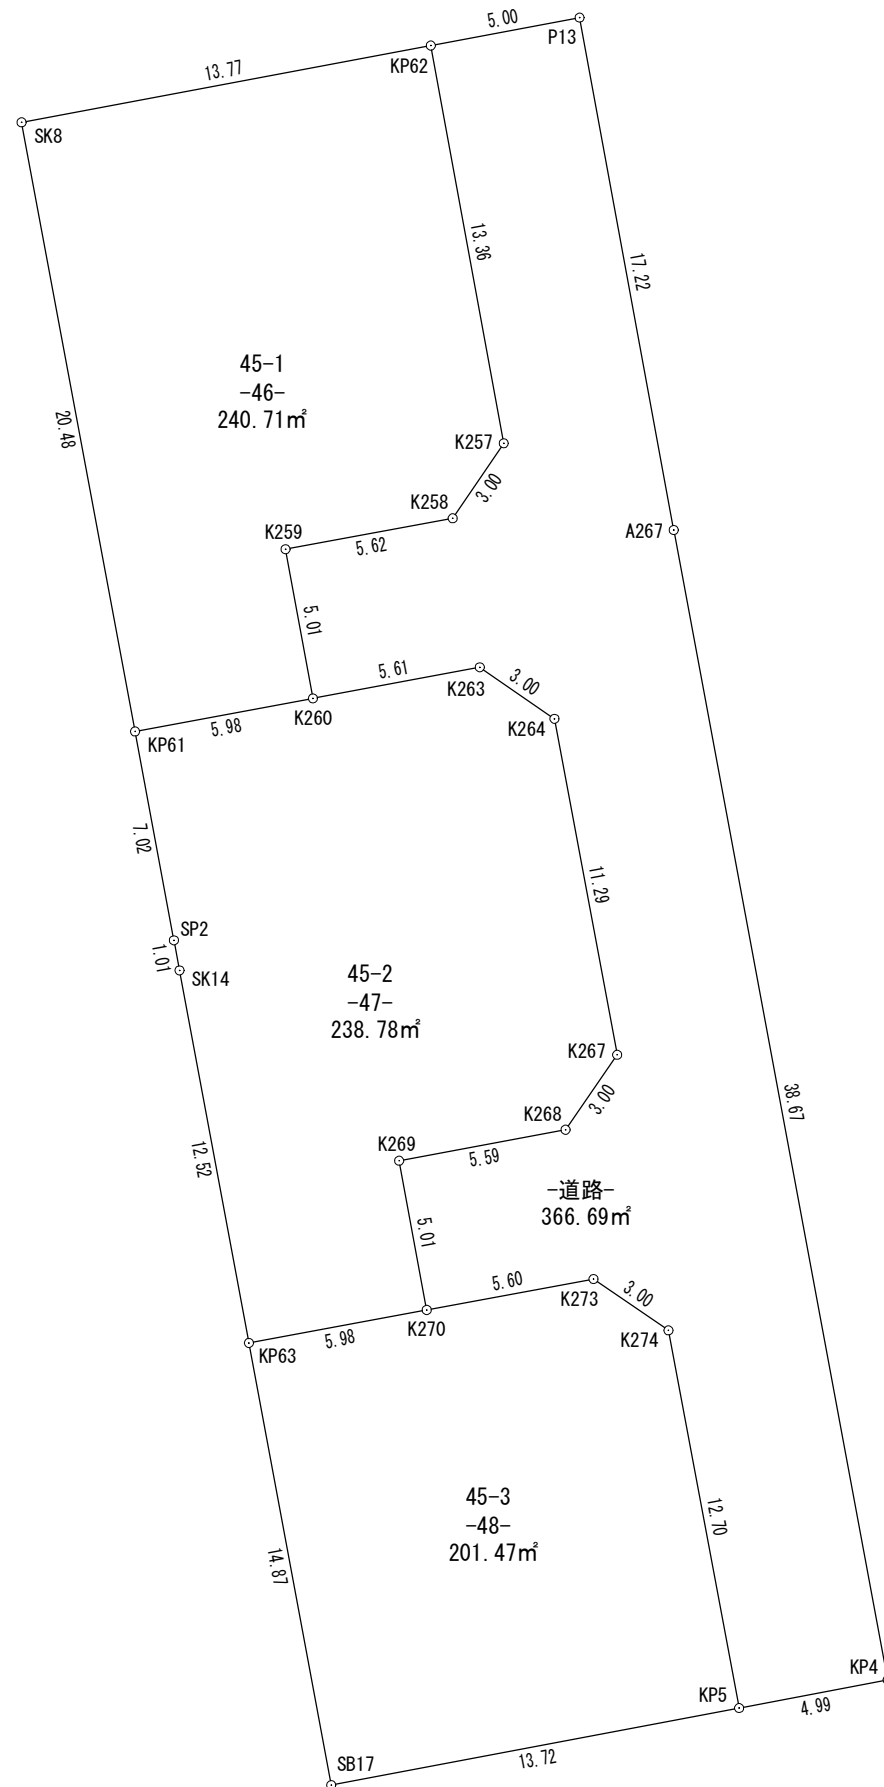 5.00
P13
KP62
13.77
SK8
13.36
17.22
45-1
-46-
240.71㎡
20.48
K257
3.00
K258
A267
K259
5.62
5.01
5.61
K263
3.00
K260
K264
5.98
KP61
7.02
11.29
SP2
1.01
SK14
45-2
-47-
238.78㎡
K267
3.00
38.67
K268
K269
5.59
12.52
-道路-
366.69㎡
5.01
5.60
K273
3.00
K270
K274
5.98
KP63
45-3
-48-
201.47㎡
12.70
14.87
KP4
KP5
4.99
13.72
SB17